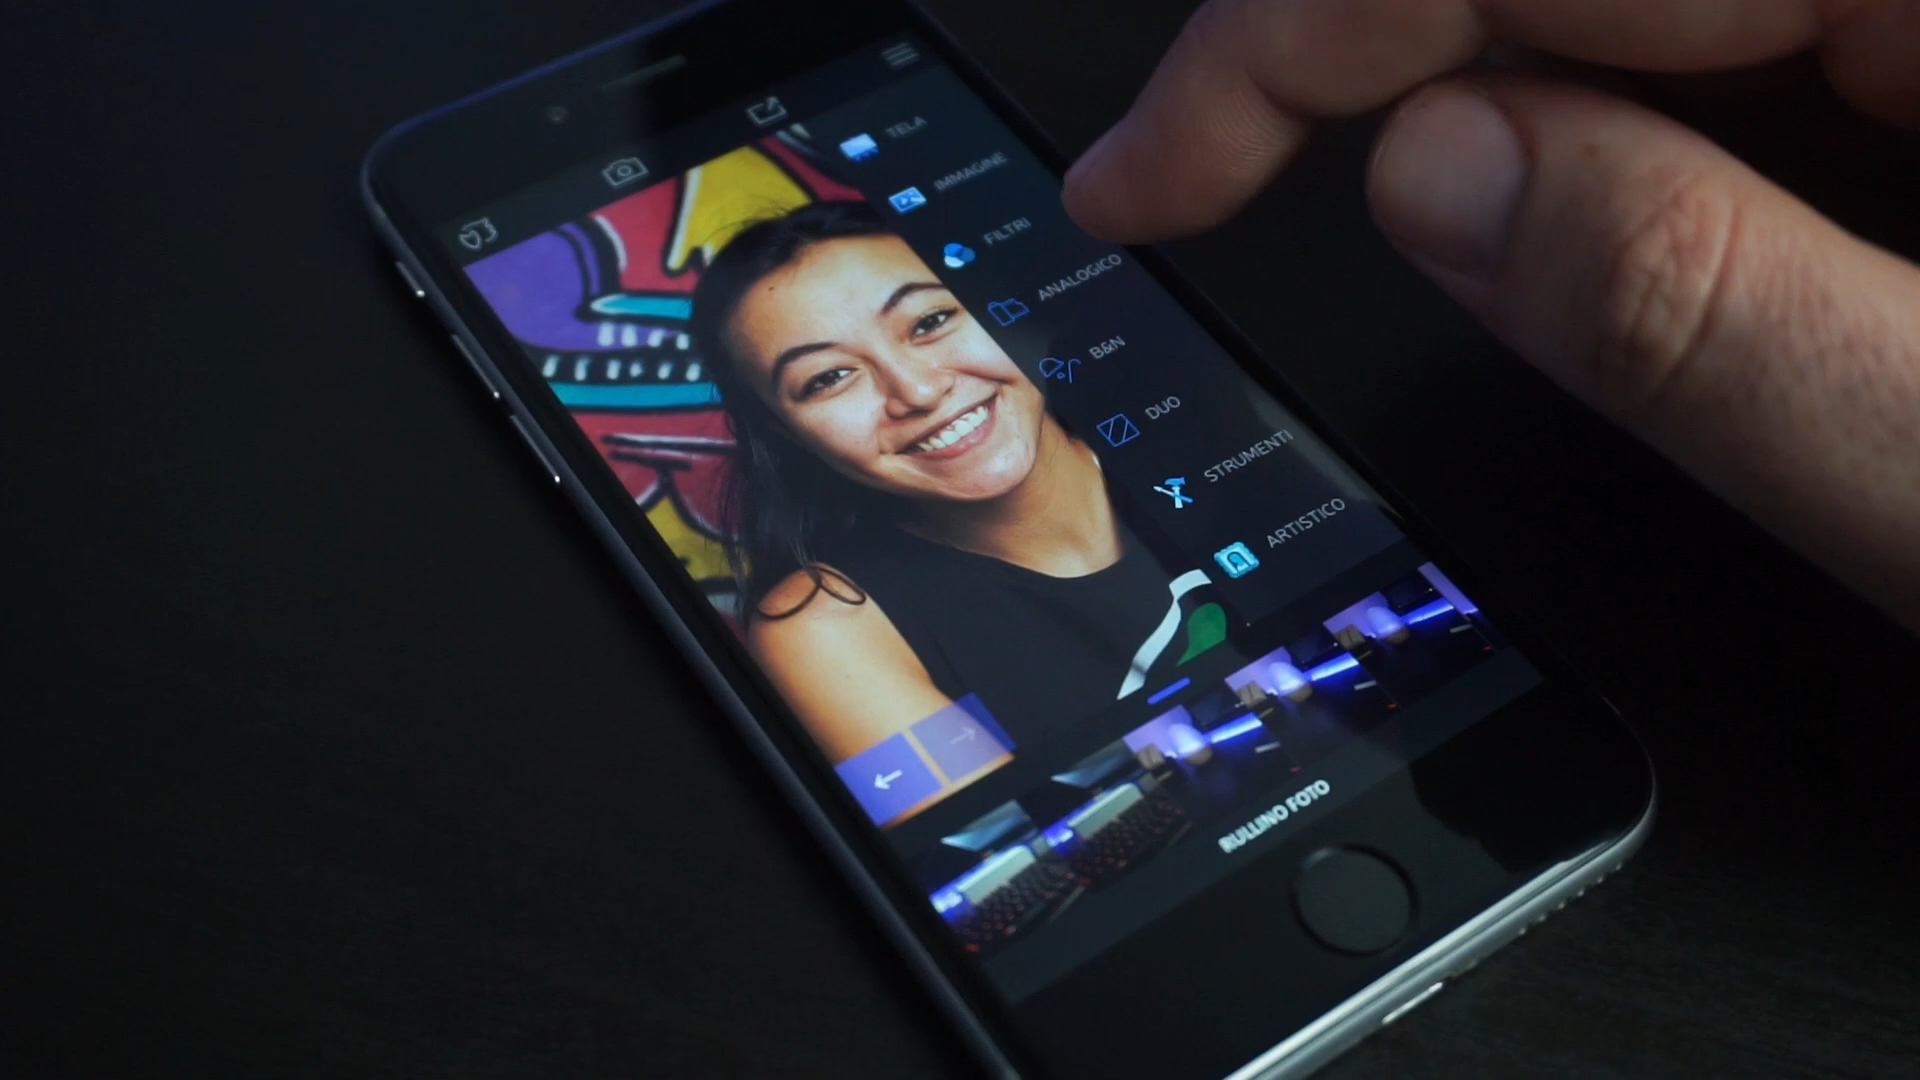 TELA
IMMAGINE
FILTRI
ANALOGICO
B&N
DUO
STRUMENTI
ARTISTICO
RULLINO FOTO